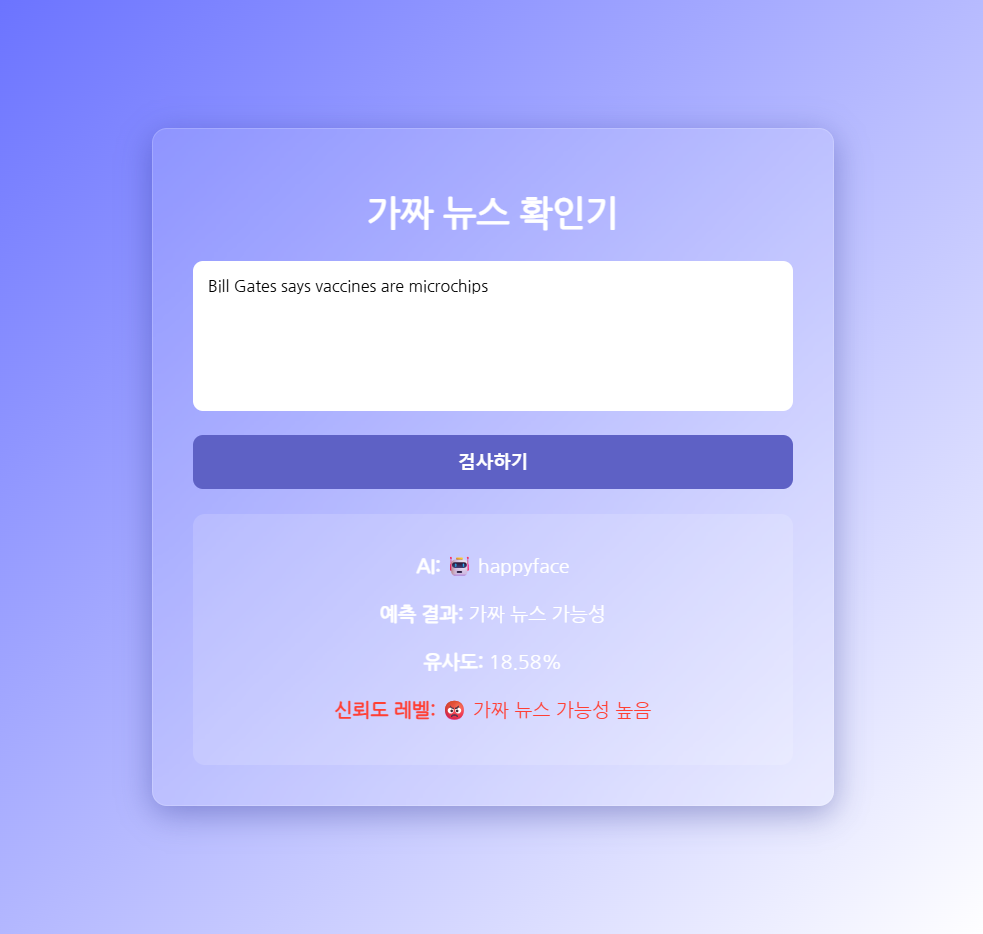 가짜 뉴스 확인기
Bill Gates says vaccines are microchips
검사하기
AI: 🤖 happyface
예측 결과: 가짜 뉴스 가능성
유사도: 18.58%
신뢰도 레벨: 😡 가짜 뉴스 가능성 높음